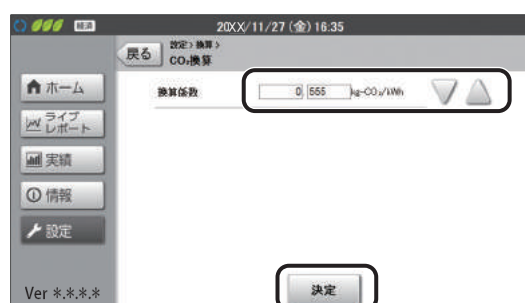 経済
20XX/11/27 (金) 16.35
戻る
設定 > 換算 >
CO₂換算
ホーム
換算係数 0. 555 kg-CO₂/kWh
ライブ
レポート
実績
情報
設定
Ver *.*.*.*
決定